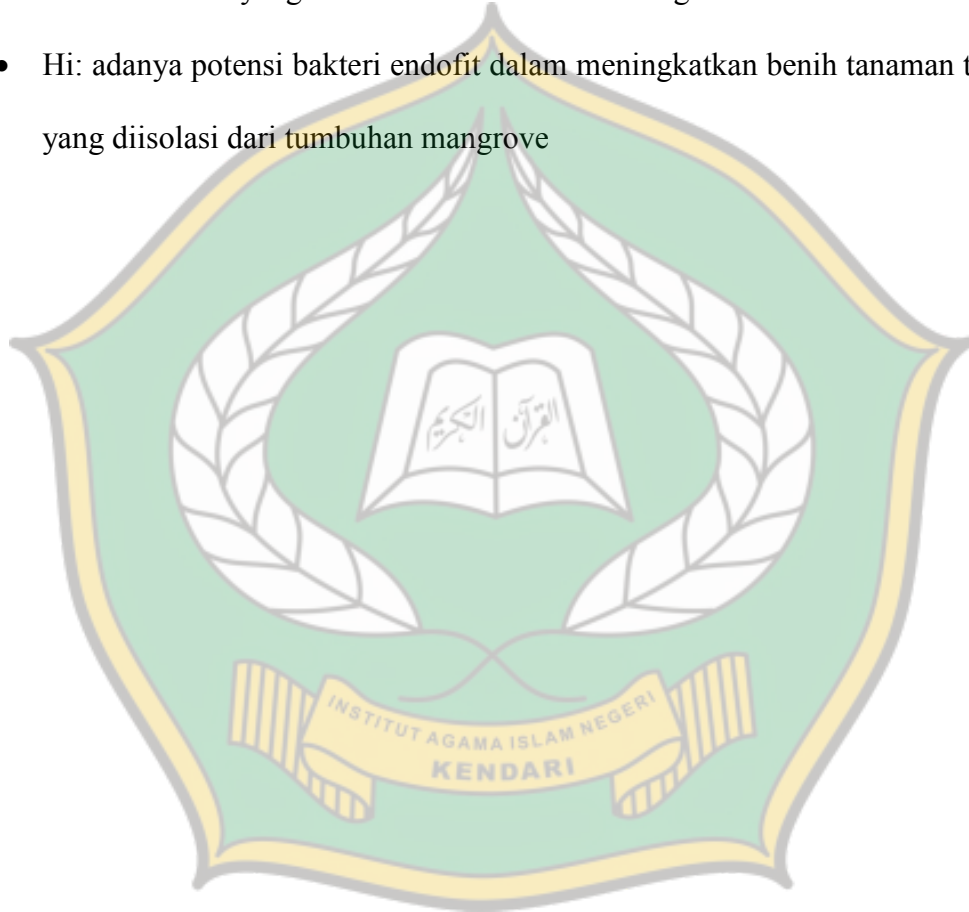 yang
• Hi: adanya potensi bakteri endofit dalam meningkatkan benih tanaman
yang diisolasi dari tumbuhan mangrove
القرآن الكريم
INSTITUT AGAMA ISLAM NEGERI
KENDARI